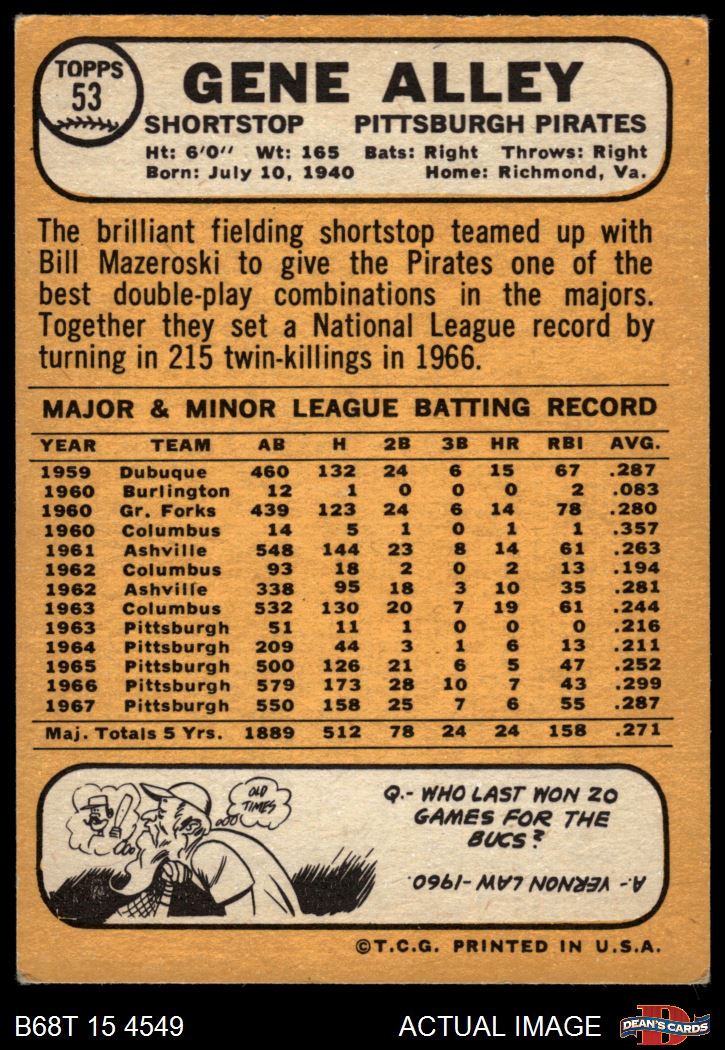 TOPPS
53
GENE ALLEY
SHORTSTOP PITTSBURGH PIRATES
Ht: 6'0" Wt: 165 Bats: Right Throws: Right
Born: July 10, 1940 Home: Richmond, Va.
The brilliant fielding shortstop teamed up with
Bill Mazeroski to give the Pirates one of the
best double-play combinations in the majors.
Together they set a National League record by
turning in 215 twin-killings in 1966.
MAJOR & MINOR LEAGUE BATTING RECORD
YEAR TEAM AB H 2B 3B HR RBI AVG.
1959 Dubuque 460 132 24 6 15 67 .287
1960 Burlington 12 1 0 0 0 2 .083
1960 Gr. Forks 439 123 24 6 14 78 .280
1960 Columbus 14 5 1 0 1 1 .357
1961 Ashville 548 144 23 8 14 61 .263
1962 Columbus 93 18 2 0 2 13 .194
1962 Ashville 338 95 18 3 10 35 .281
1963 Columbus 532 130 20 7 19 61 .244
1963 Pittsburgh 51 11 1 0 0 0 .216
1964 Pittsburgh 209 44 3 1 6 13 .211
1965 Pittsburgh 500 126 21 6 5 47 .252
1966 Pittsburgh 579 173 28 10 7 43 .299
1967 Pittsburgh 550 158 25 7 6 55 .287
Maj. Totals 5 Yrs. 1889 512 78 24 24 158 .271
OLD
TIMES
Q.- WHO LAST WON 20
GAMES FOR THE
BUCS?
A.- VERNON LAW -1960.
©T.C.G. PRINTED IN U.S.A.
B68T 15 4549 ACTUAL IMAGE
D
DEAN'S CARDS